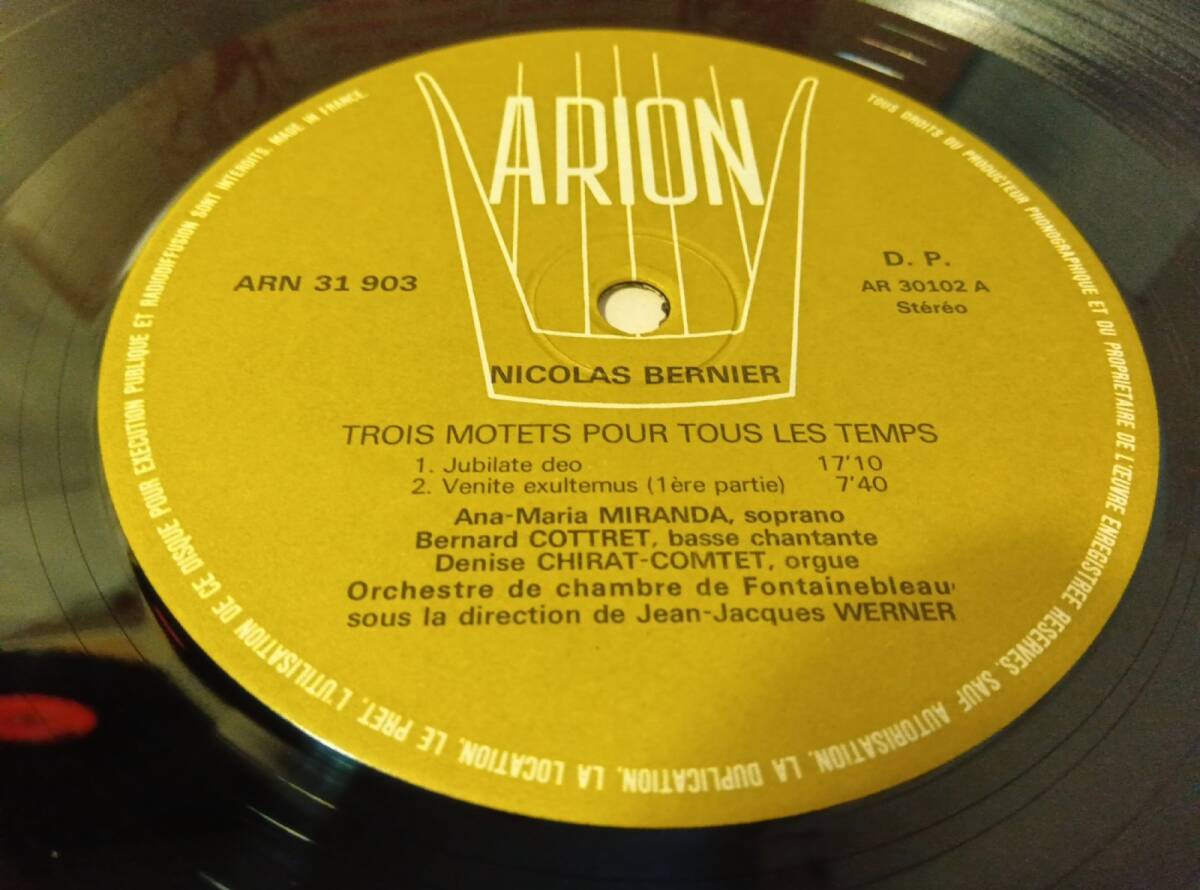 ARION
ARN 31 903
D. P.
AR 30102 A
Stéréo
NICOLAS BERNIER
TROIS MOTETS POUR TOUS LES TEMPS
1. Jubilate deo 17'10
2. Venite exultemus (1ère partie) 7'40
Ana-Maria MIRANDA, soprano
Bernard COTTRET, basse chantante
Denise CHIRAT-COMTET, orgue
Orchestre de chambre de Fontainebleau,
sous la direction de Jean-Jacques WERNER
TOUS DROITS DU PRODUCTEUR PHONOGRAPHIQUE ET DU PROPRIETAIRE DE L'ŒUVRE ENREGISTREE RESERVES. SAUF AUTORISATION, LA DUPLICATION, LA LOCATION, LE PRET, L'UTILISATION DE CE DISQUE POUR EXECUTION PUBLIQUE ET RADIODIFFUSION SONT INTERDITS. MADE IN FRANCE.